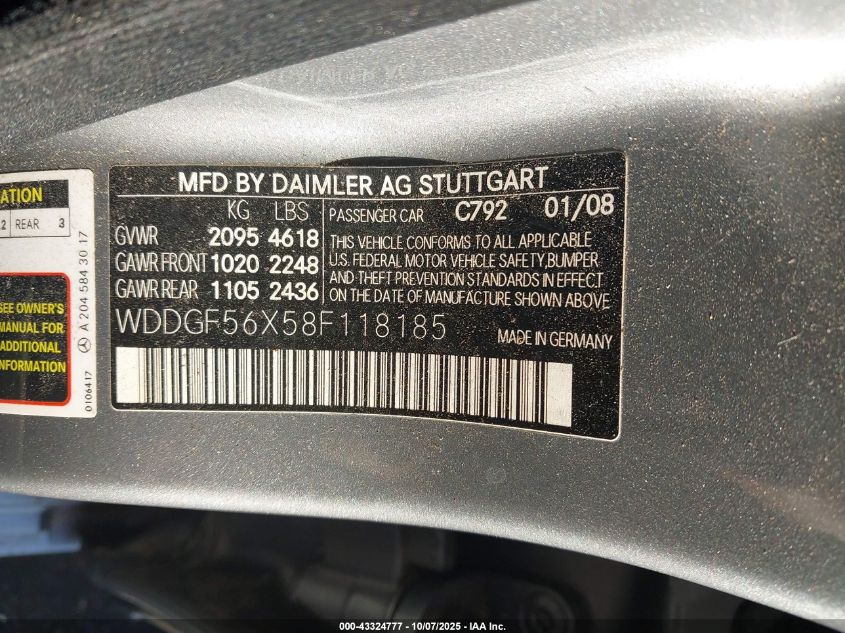 MFD BY DAIMLER AG STUTTGART
KG LBS
GVWR 2095 4618
GAWR FRONT 1020 2248
GAWR REAR 1105 2436
PASSENGER CAR C792 01/08
THIS VEHICLE CONFORMS TO ALL APPLICABLE
U.S. FEDERAL MOTOR VEHICLE SAFETY, BUMPER
AND THEFT PREVENTION STANDARDS IN EFFECT
ON THE DATE OF MANUFACTURE SHOWN ABOVE
WDDGF56X58F118185
MADE IN GERMANY
ATION
2 REAR 3
SEE OWNER'S
MANUAL FOR
ADDITIONAL
INFORMATION
A 204 584 30 17
0106417
000-43324777 - 10/07/2025 - IAA Inc.